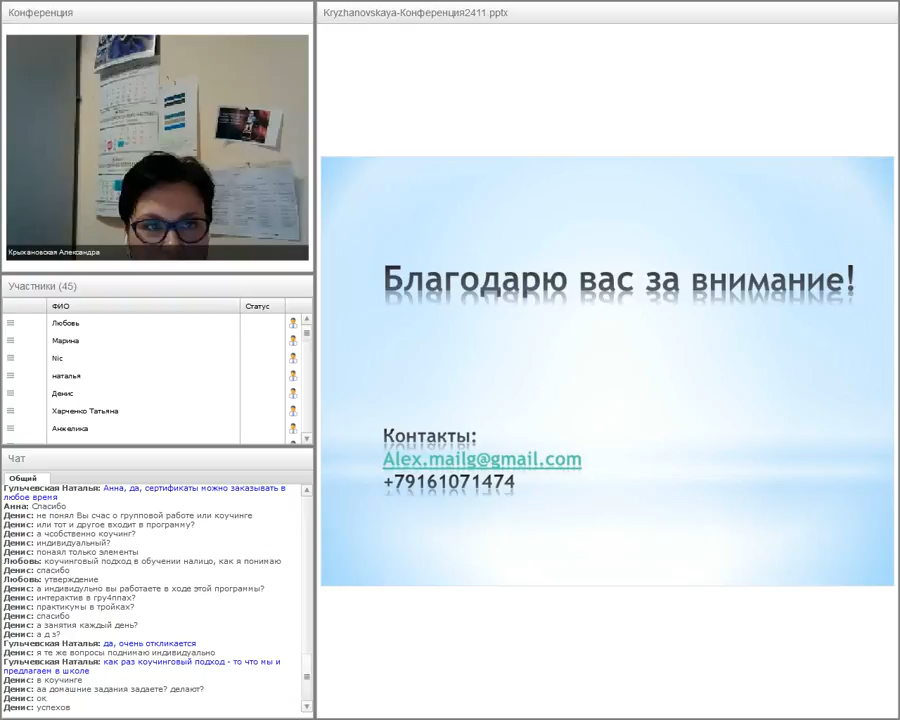 Конференция
Крыжановская Александра
Участники (45)
ФИО Статус
Любовь
Марина
Nic
наталья
Денис
Харченко Татьяна
Анжелика
Чат
Общий
Гульчевская Наталья: Анна, да, сертификаты можно заказывать в
любое время
Анна: Спасибо
Денис: не понял Вы счас о групповой работе или коучинге
Денис: или тот и другое входит в программу?
Денис: а чсобственно коучинг?
Денис: индивидуальный?
Денис: понаял только элементы
Любовь: коучинговый подход в обучении налицо, как я понимаю
Денис: спасибо
Любовь: утверждение
Денис: а индивидульно вы работаете в ходе этой программы?
Денис: интерактив в гру4ппах?
Денис: практикумы в тройках?
Денис: спасибо
Денис: а занятия каждый день?
Денис: а д з?
Гульчевская Наталья: да, очень откликается
Денис: я те же вопросы поднимаю индивидуально
Гульчевская Наталья: как раз коучинговый подход - то что мы и
предлагаем в школе
Денис: в коучинге
Денис: аа домашние задания задаете? делают?
Денис: ок
Денис: успехов
Kryzhanovskaya-Конференция2411.pptx
Благодарю вас за внимание!
Контакты:
Alex.mailg@gmail.com
+79161071474